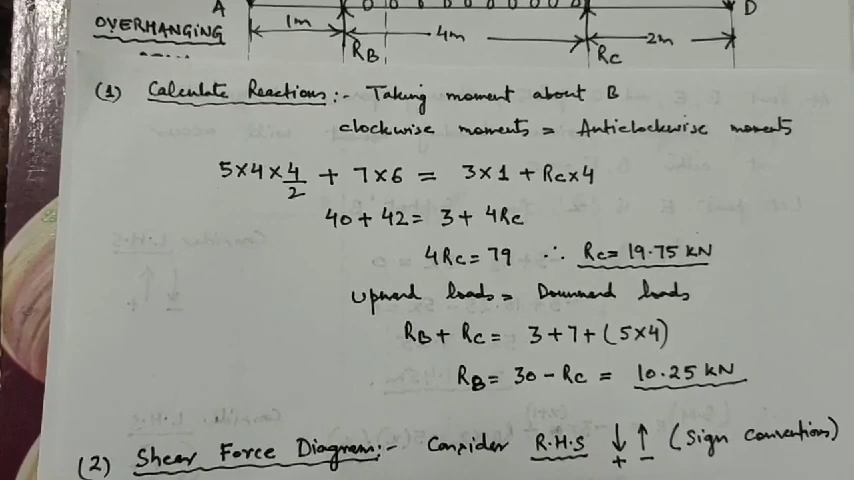 A D
OVERHANGING 1m 4m 2m
RB RC
(1) Calculate Reactions:- Taking moment about B
clockwise moments = Anticlockwise moments
5×4×4/2 + 7×6 = 3×1 + Rc×4
40 + 42 = 3 + 4Rc
4Rc = 79 ∴ Rc = 19.75 kN
Upward loads = Downward loads
RB + Rc = 3+7+(5×4)
RB = 30 - Rc = 10.25 kN
(2) Shear Force Diagram:- Consider R.H.S ↓+ ↑- (Sign convention)